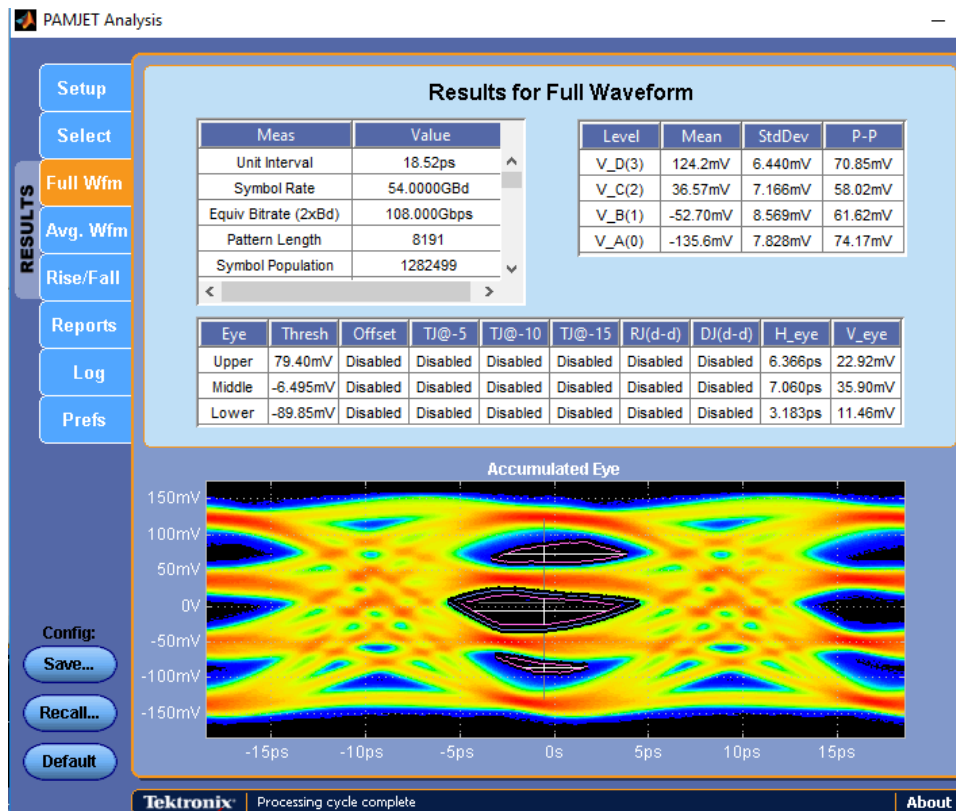 PAMJET Analysis
Setup
Select
Full Wfm
Avg. Wfm
Rise/Fall
Reports
Log
Prefs
RESULTS
Results for Full Waveform
Meas Value
Unit Interval 18.52ps
Symbol Rate 54.0000GBd
Equiv Bitrate (2xBd) 108.000Gbps
Pattern Length 8191
Symbol Population 1282499
Level Mean StdDev P-P
V_D(3) 124.2mV 6.440mV 70.85mV
V_C(2) 36.57mV 7.166mV 58.02mV
V_B(1) -52.70mV 8.569mV 61.62mV
V_A(0) -135.6mV 7.828mV 74.17mV
Eye Thresh Offset TJ@-5 TJ@-10 TJ@-15 RJ(d-d) DJ(d-d) H_eye V_eye
Upper 79.40mV Disabled Disabled Disabled Disabled Disabled Disabled 6.366ps 22.92mV
Middle -6.495mV Disabled Disabled Disabled Disabled Disabled Disabled 7.060ps 35.90mV
Lower -89.85mV Disabled Disabled Disabled Disabled Disabled Disabled 3.183ps 11.46mV
Accumulated Eye
150mV
100mV
50mV
0V
-50mV
-100mV
-150mV
-15ps -10ps -5ps 0s 5ps 10ps 15ps
Config:
Save...
Recall...
Default
Tektronix Processing cycle complete About